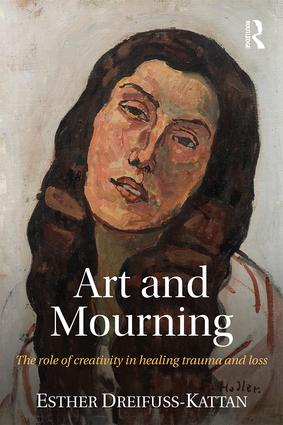 ROUTLEDGE
Art and
Mourning
The role of creativity in healing trauma and loss
Hodler.
ESTHER DREIFUSS-KATTAN